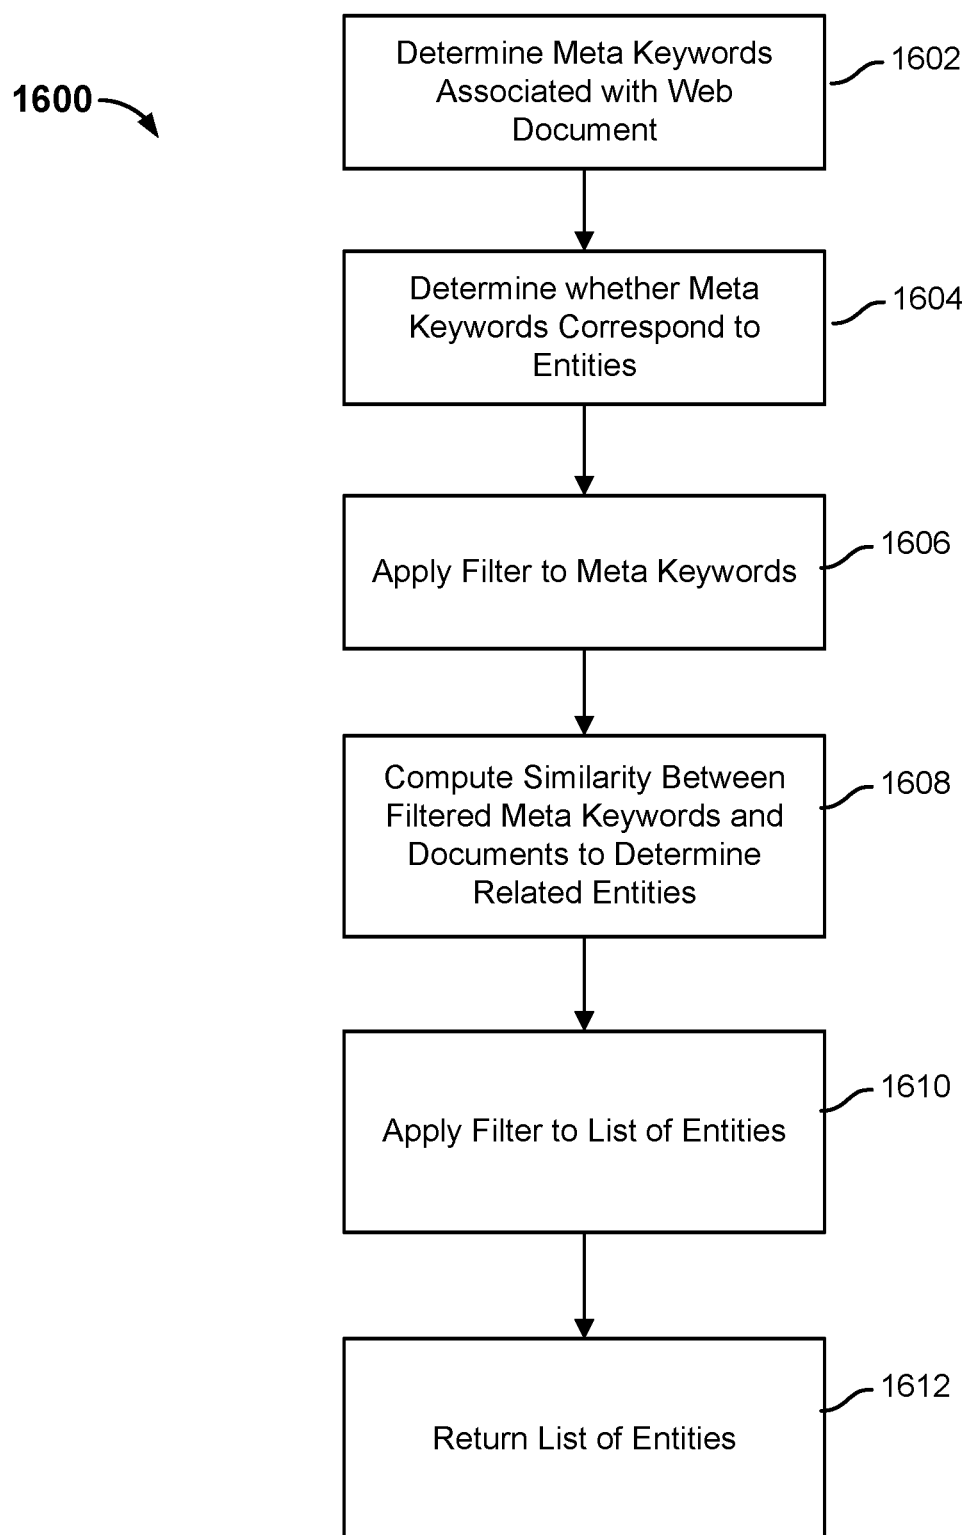 1600
Determine Meta Keywords
Associated with Web
Document
1602
Determine whether Meta
Keywords Correspond to
Entities
1604
Apply Filter to Meta Keywords
1606
Compute Similarity Between
Filtered Meta Keywords and
Documents to Determine
Related Entities
1608
Apply Filter to List of Entities
1610
Return List of Entities
1612